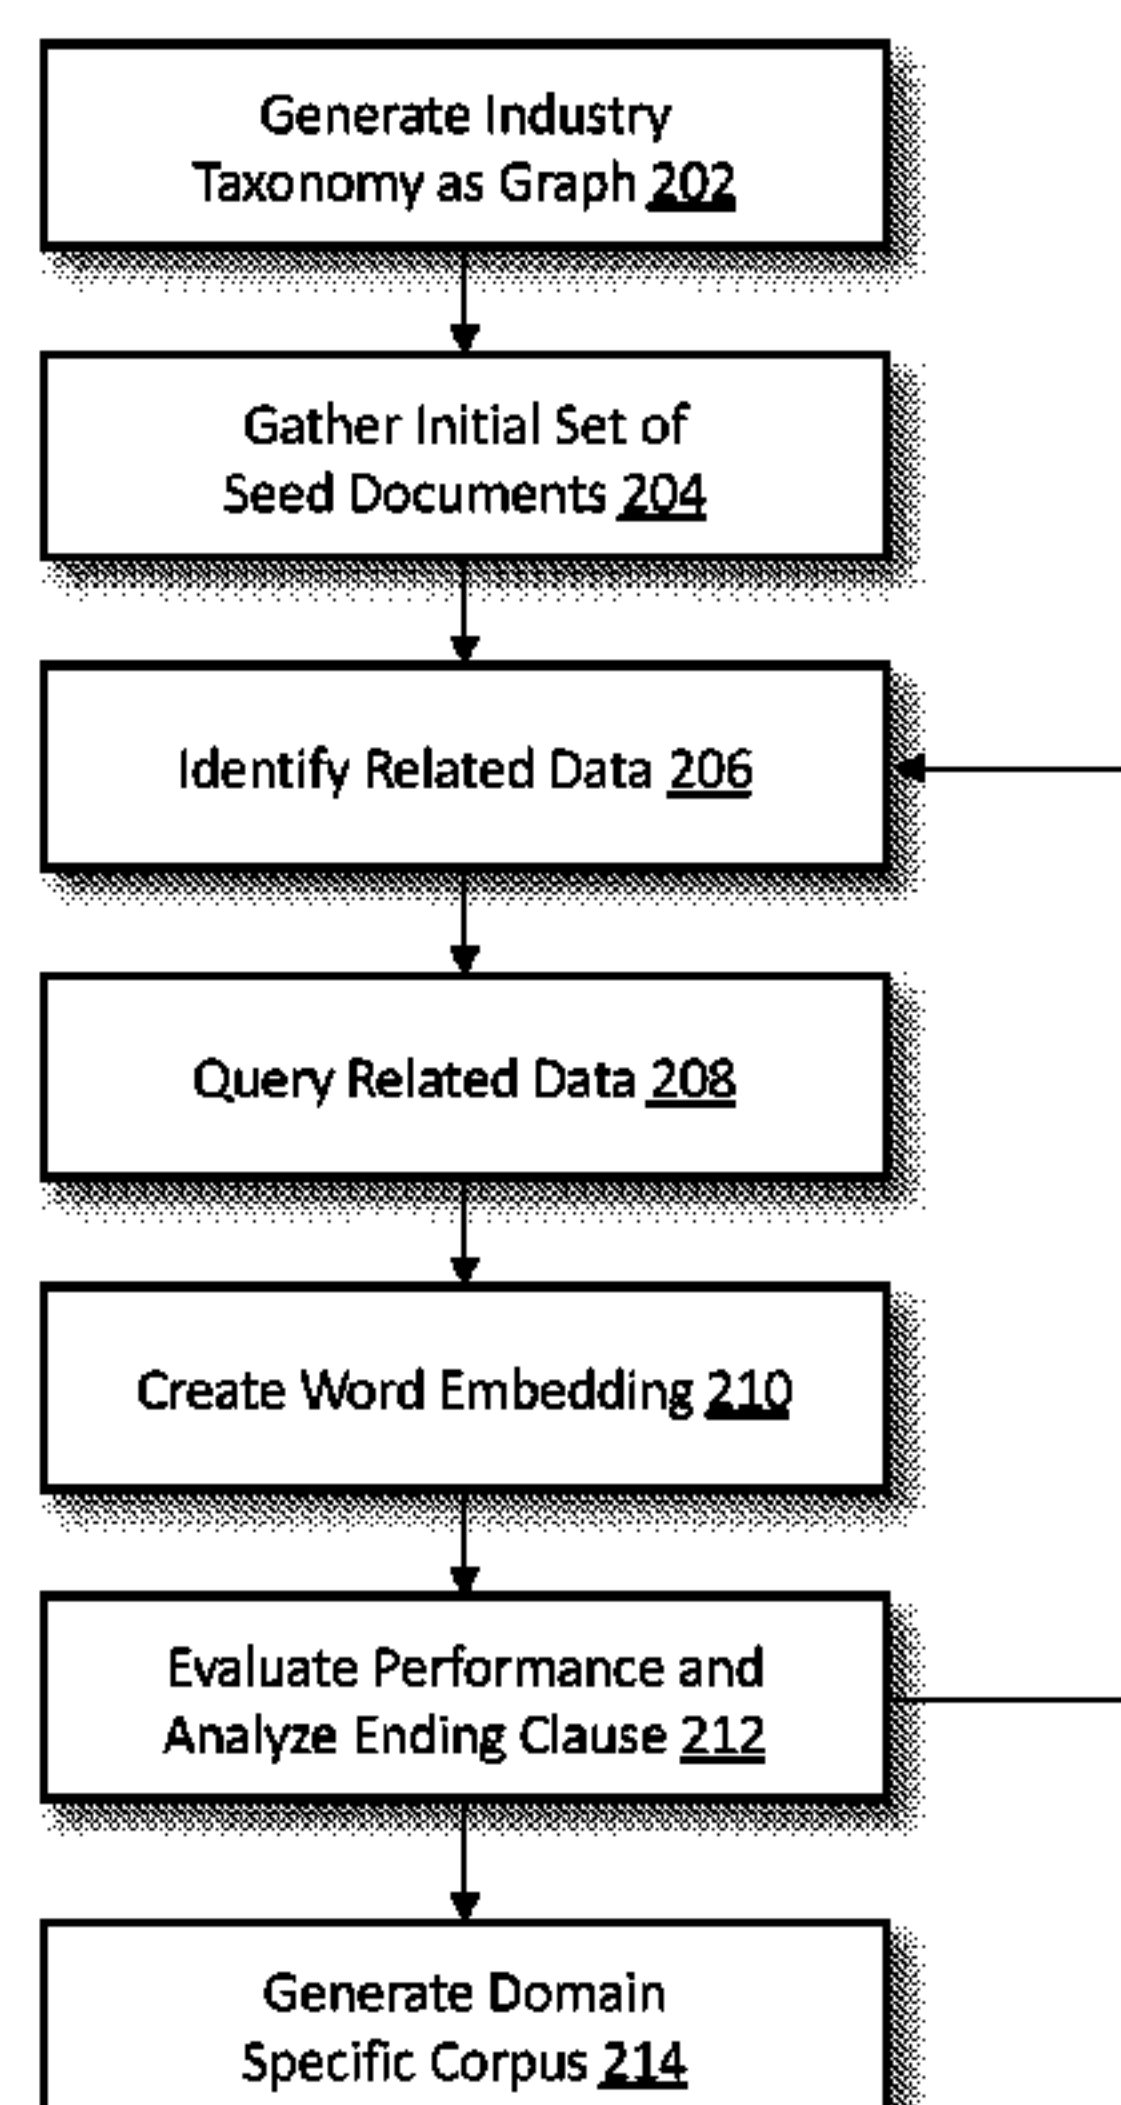 Generate Industry
Taxonomy as Graph 202
Gather Initial Set of
Seed Documents 204
Identify Related Data 206
Query Related Data 208
Create Word Embedding 210
Evaluate Performance and
Analyze Ending Clause 212
Generate Domain
Specific Corpus 214